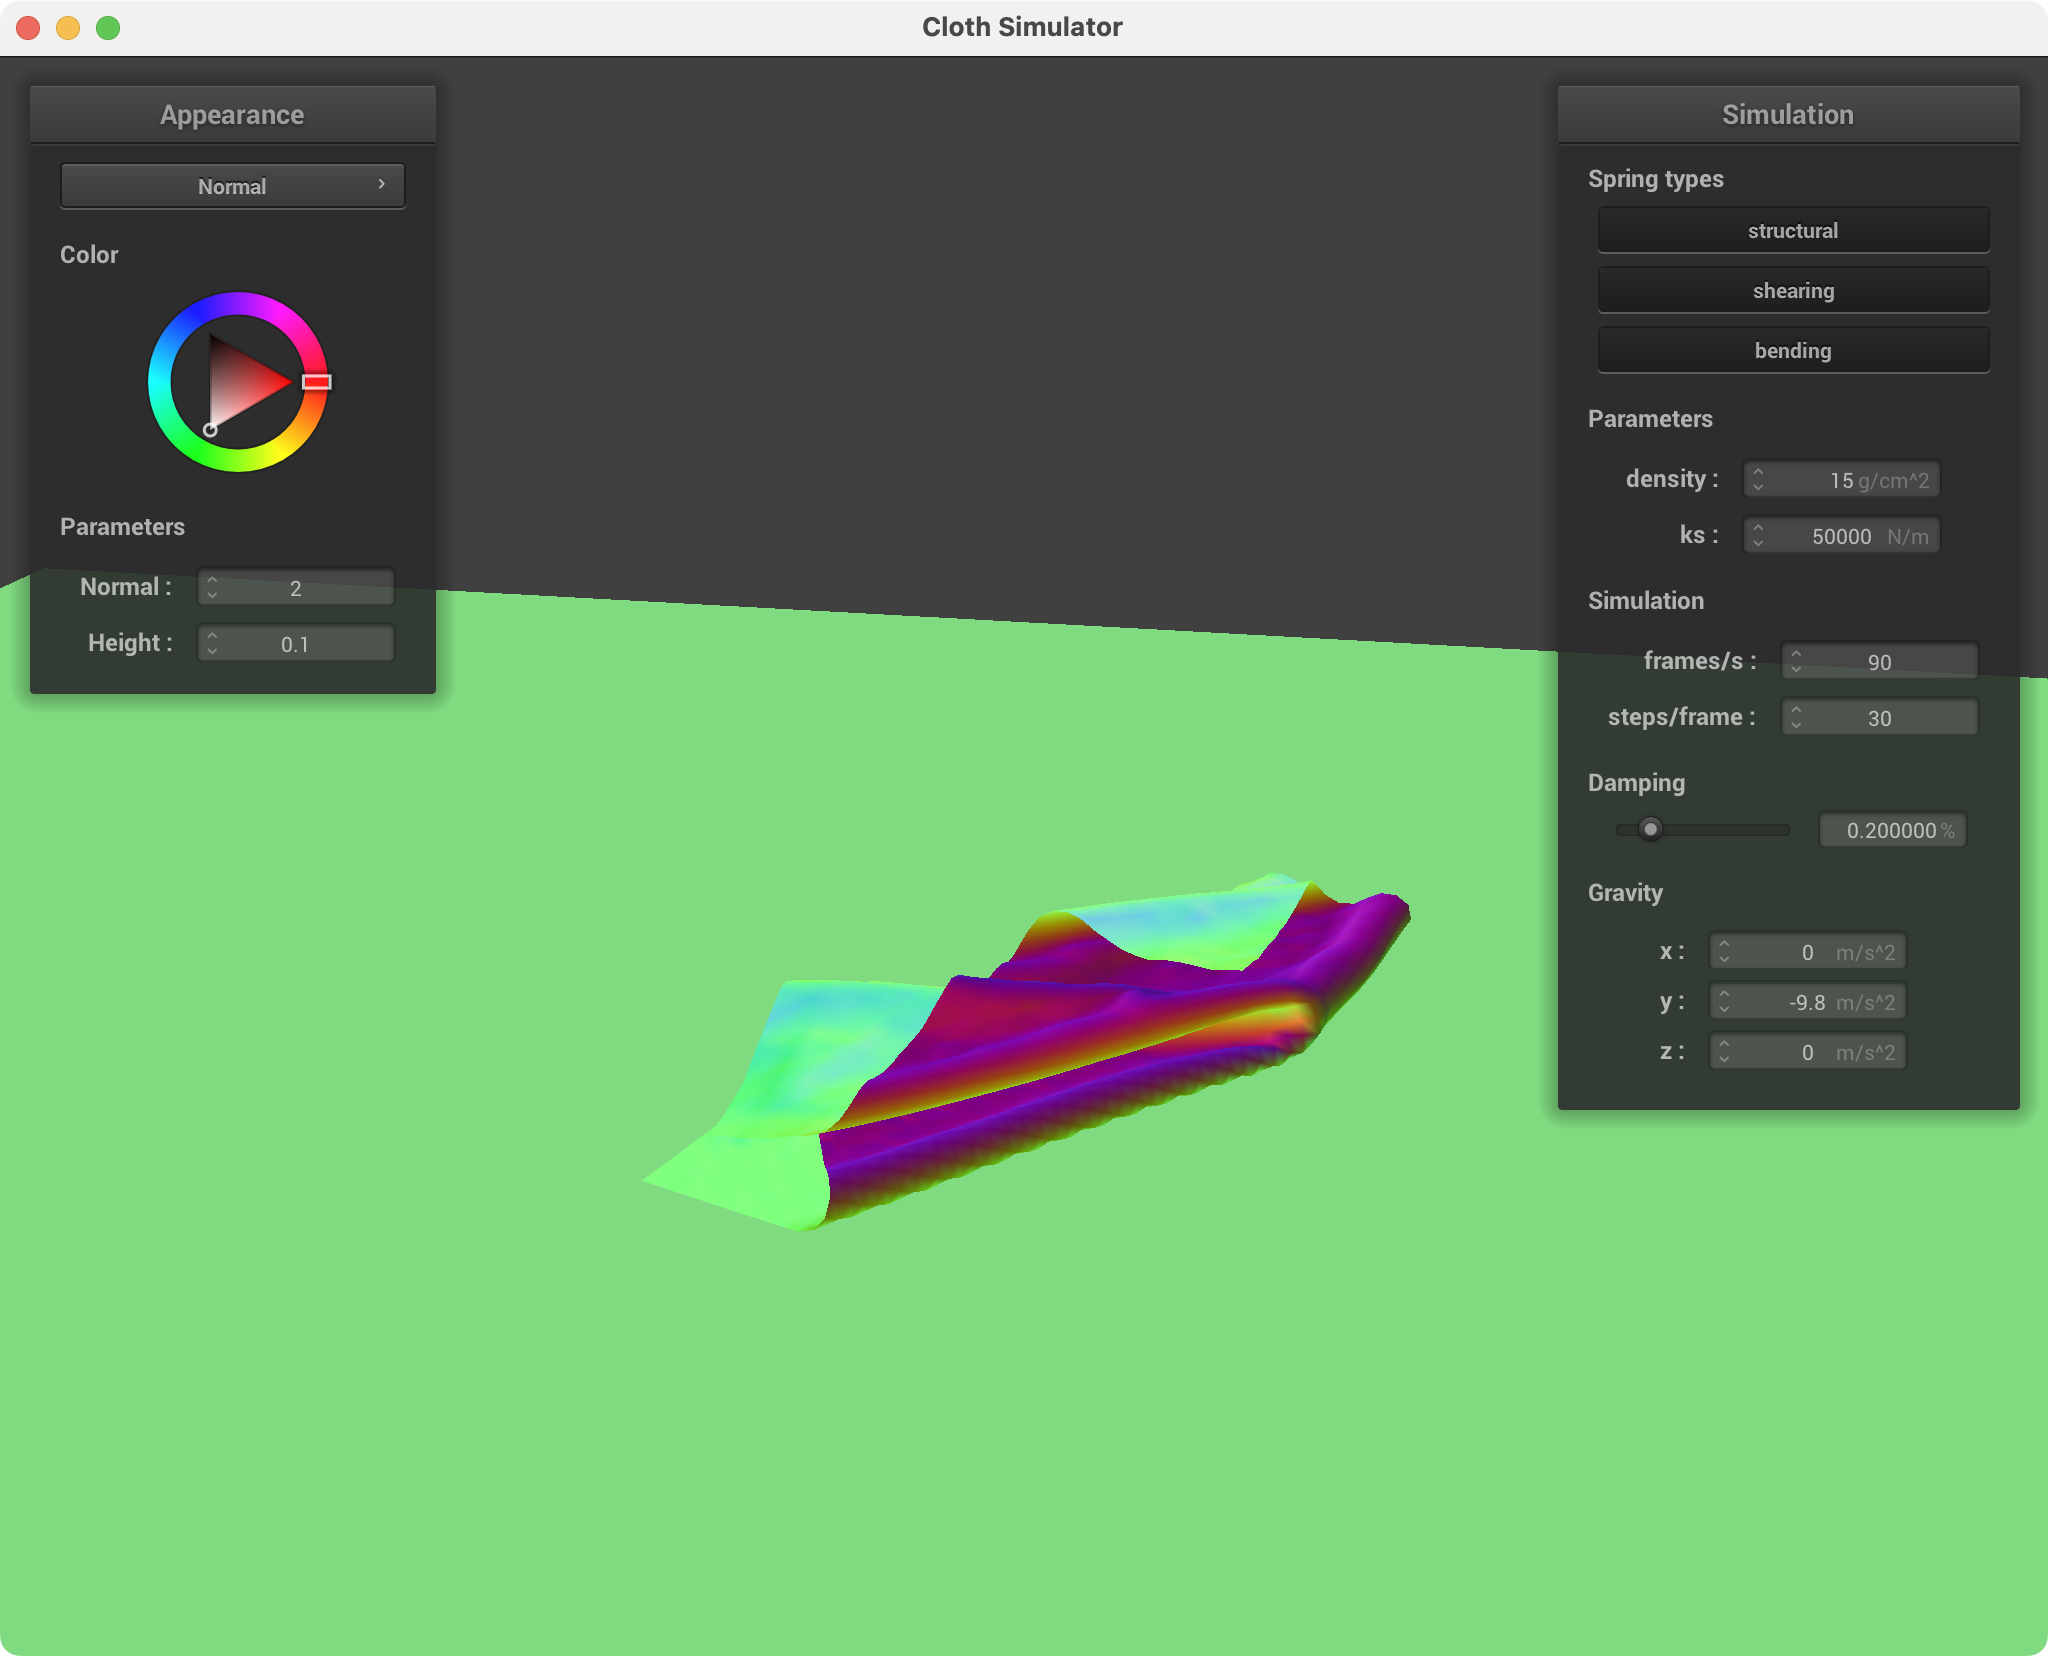 Cloth Simulator
Appearance
Normal
Color
Parameters
Normal : 2
Height : 0.1
Simulation
Spring types
structural
shearing
bending
Parameters
density : 15 g/cm^2
ks : 50000 N/m
Simulation
frames/s : 90
steps/frame : 30
Damping
0.200000 %
Gravity
x : 0 m/s^2
y : -9.8 m/s^2
z : 0 m/s^2